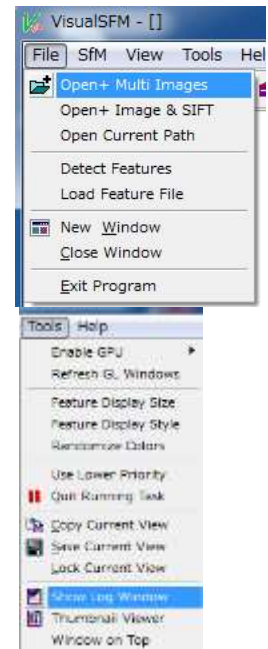 VisualSFM - []
File SfM View Tools Hel
Open+ Multi Images
Open+ Image & SIFT
Open Current Path
Detect Features
Load Feature File
New Window
Close Window
Exit Program
Tools Help
Enable GPU
Refresh GL Windows
Feature Display Size
Feature Display Style
Randomize Colors
Use Lower Priority
Quit Running Task
Copy Current View
Save Current View
Lock Current View
Show Log Window
Thumbnail Viewer
Window on Top